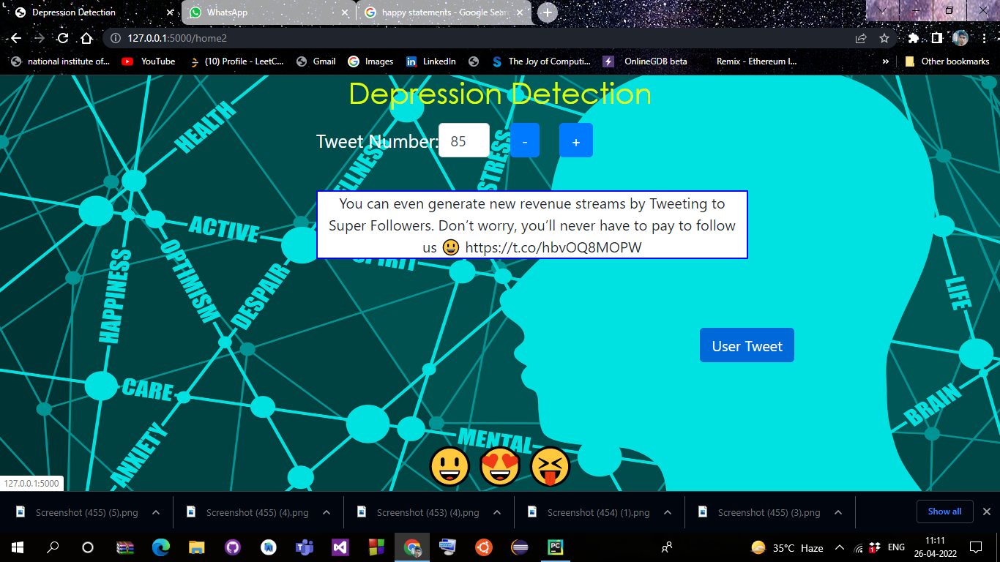 Depression Detection
WhatsApp
happy statements - Google Sear
127.0.0.1:5000/home2
national institute of...
YouTube
(10) Profile - LeetC...
Gmail
Images
LinkedIn
The Joy of Computi...
OnlineGDB beta
Remix - Ethereum I...
»
Other bookmarks
Depression Detection
Tweet Number:
85
-
+
You can even generate new revenue streams by Tweeting to
Super Followers. Don’t worry, you’ll never have to pay to follow
us 😃 https://t.co/hbvOQ8MOPW
User Tweet
HEALTH
STRESS
ACTIVE
HAPPINESS
OPTIMISM
DESPAIR
SPIRIT
LIFE
CARE
BRAIN
ANXIETY
MENTAL
127.0.0.1:5000
Screenshot (455) (5).png
Screenshot (455) (4).png
Screenshot (453) (4).png
Screenshot (454) (1).png
Screenshot (455) (3).png
Show all
PC
35°C Haze
1
ENG
11:11
26-04-2022